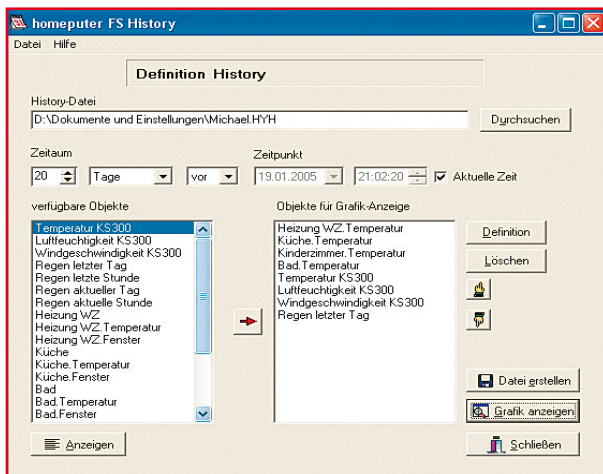 homeputer FS History
Datei Hilfe
Definition History
History-Datei
D:\Dokumente und Einstellungen\Michael.HYH
Durchsuchen
Zeitaum
Zeitpunkt
20 Tage vor 19.01.2005 21:02:20 Aktuelle Zeit
verfügbare Objekte
Temperatur KS300
Luftfeuchtigkeit KS300
Windgeschwindigkeit KS300
Regen letzter Tag
Regen letzte Stunde
Regen aktueller Tag
Regen aktuelle Stunde
Heizung WZ
Heizung WZ.Temperatur
Heizung WZ.Fenster
Küche
Küche.Temperatur
Küche.Fenster
Bad
Bad.Temperatur
Bad.Fenster
Anzeigen
Objekte für Grafik-Anzeige
Heizung WZ.Temperatur
Küche.Temperatur
Kinderzimmer.Temperatur
Bad.Temperatur
Temperatur KS300
Luftfeuchtigkeit KS300
Windgeschwindigkeit KS300
Regen letzter Tag
Definition
Löschen
Datei erstellen
Grafik anzeigen
Schließen